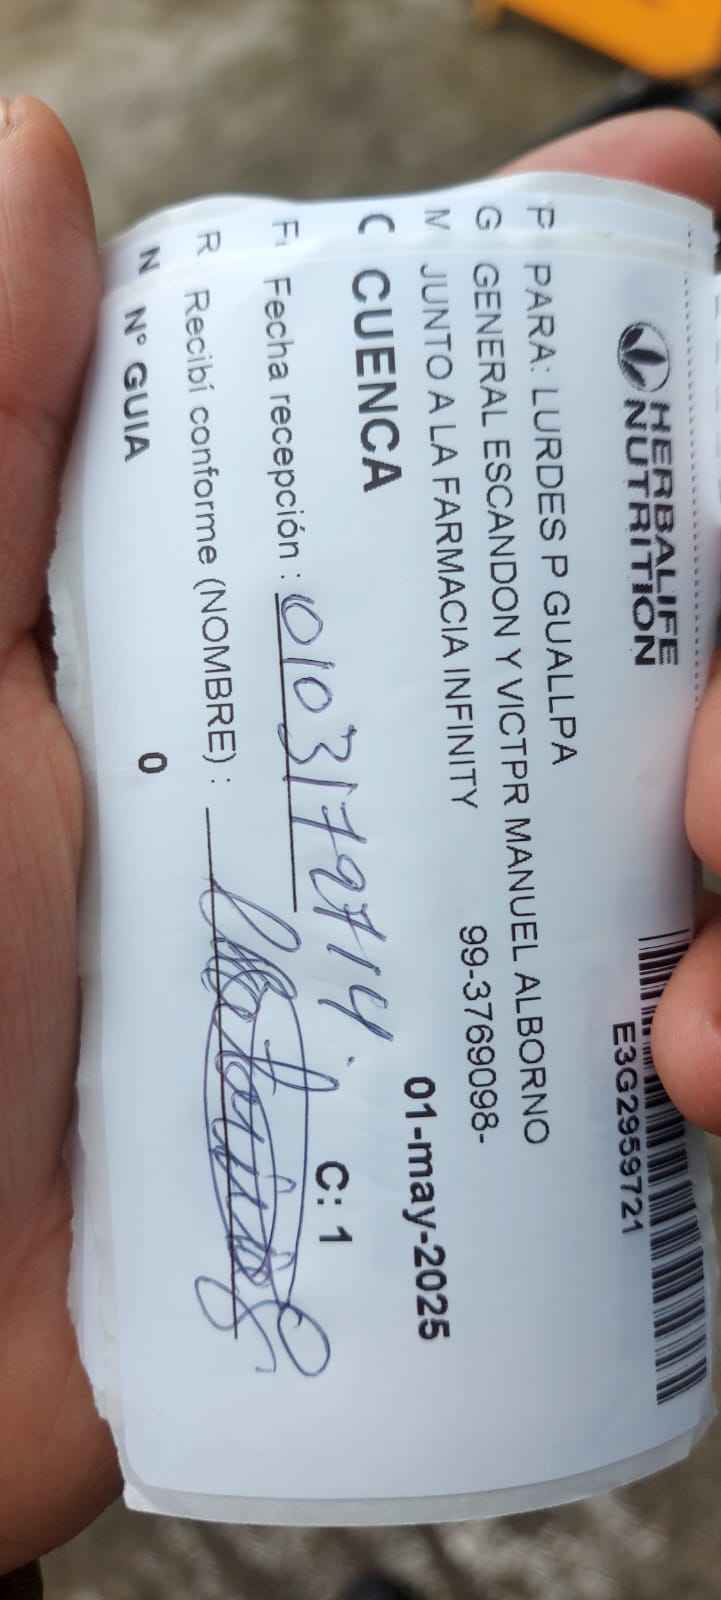 HERBALIFE
NUTRITION
E3G2959721
P PARA: LURDES P GUALLPA
G GENERAL ESCANDON Y VICTPR MANUEL ALBORNO
M JUNTO A LA FARMACIA INFINITY 99-3769098-
C CUENCA 01-may-2025
F Fecha recepción : 0103172714 C: 1
R Recibí conforme (NOMBRE) :
N Nº GUIA 0